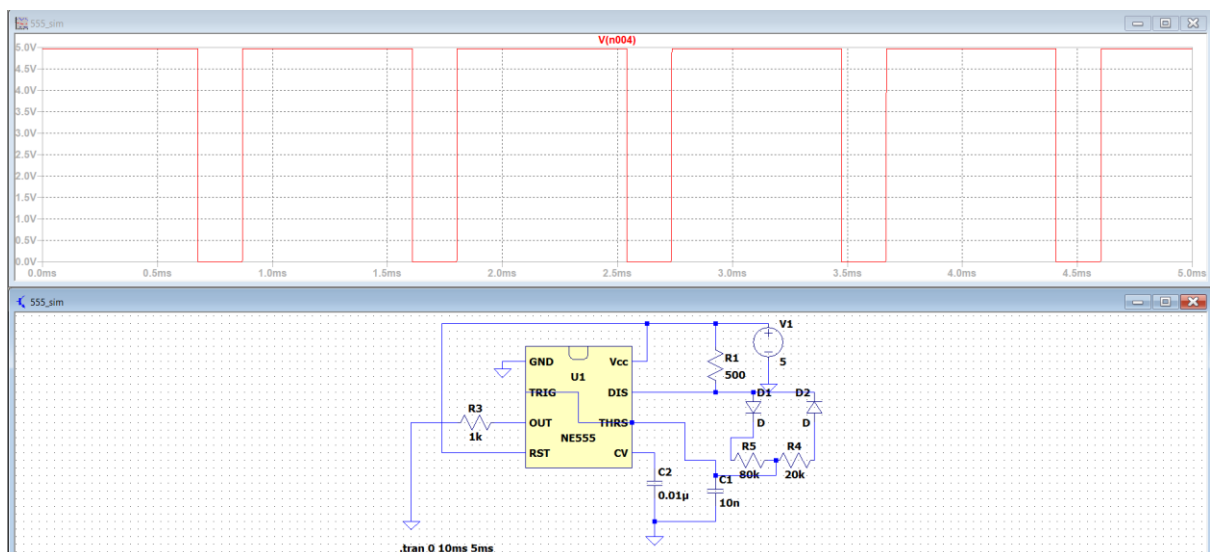 555_sim
V(n004)
5.0V
4.5V
4.0V
3.5V
3.0V
2.5V
2.0V
1.5V
1.0V
0.5V
0.0V
0.0ms 0.5ms 1.0ms 1.5ms 2.0ms 2.5ms 3.0ms 3.5ms 4.0ms 4.5ms 5.0ms
555_sim
V1
GND Vcc
R1
5
U1
500
TRIG DIS
D1 D2
R3
OUT THRS
D D
1k
NE555
R5 R4
RST CV
C2
80k 20k
C1
0.01µ
10n
.tran 0 10ms 5ms